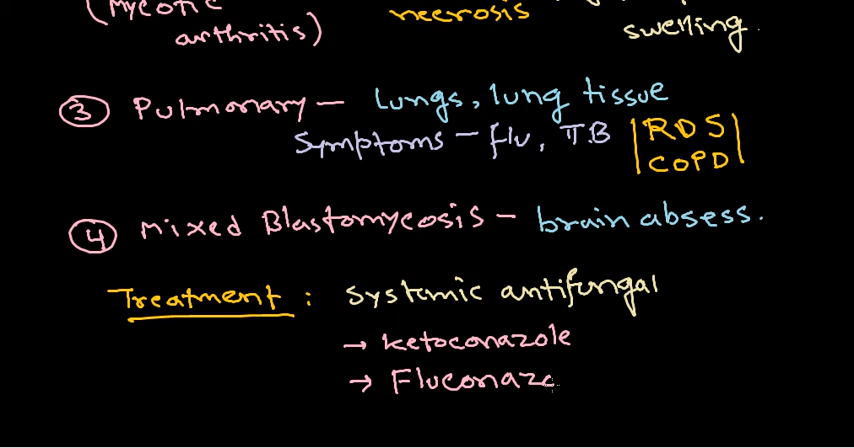 (Mycotic necrosis
arthritis) swelling.
③ Pulmonary – Lungs, lung tissue
Symptoms – flu, TB |RDS|
|COPD|
④ Mixed Blastomycosis – brain absess.
Treatment : Systemic antifungal
→ Ketoconazole
→ Fluconazo